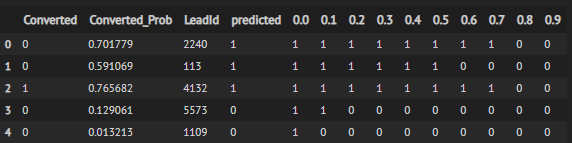 Converted Converted_Prob LeadId predicted 0.0 0.1 0.2 0.3 0.4 0.5 0.6 0.7 0.8 0.9
0 0 0.701779 2240 1 1 1 1 1 1 1 1 1 0 0
1 0 0.591069 113 1 1 1 1 1 1 1 0 0 0 0
2 1 0.765682 4132 1 1 1 1 1 1 1 1 1 0 0
3 0 0.129061 5573 0 1 1 0 0 0 0 0 0 0 0
4 0 0.013213 1109 0 1 0 0 0 0 0 0 0 0 0